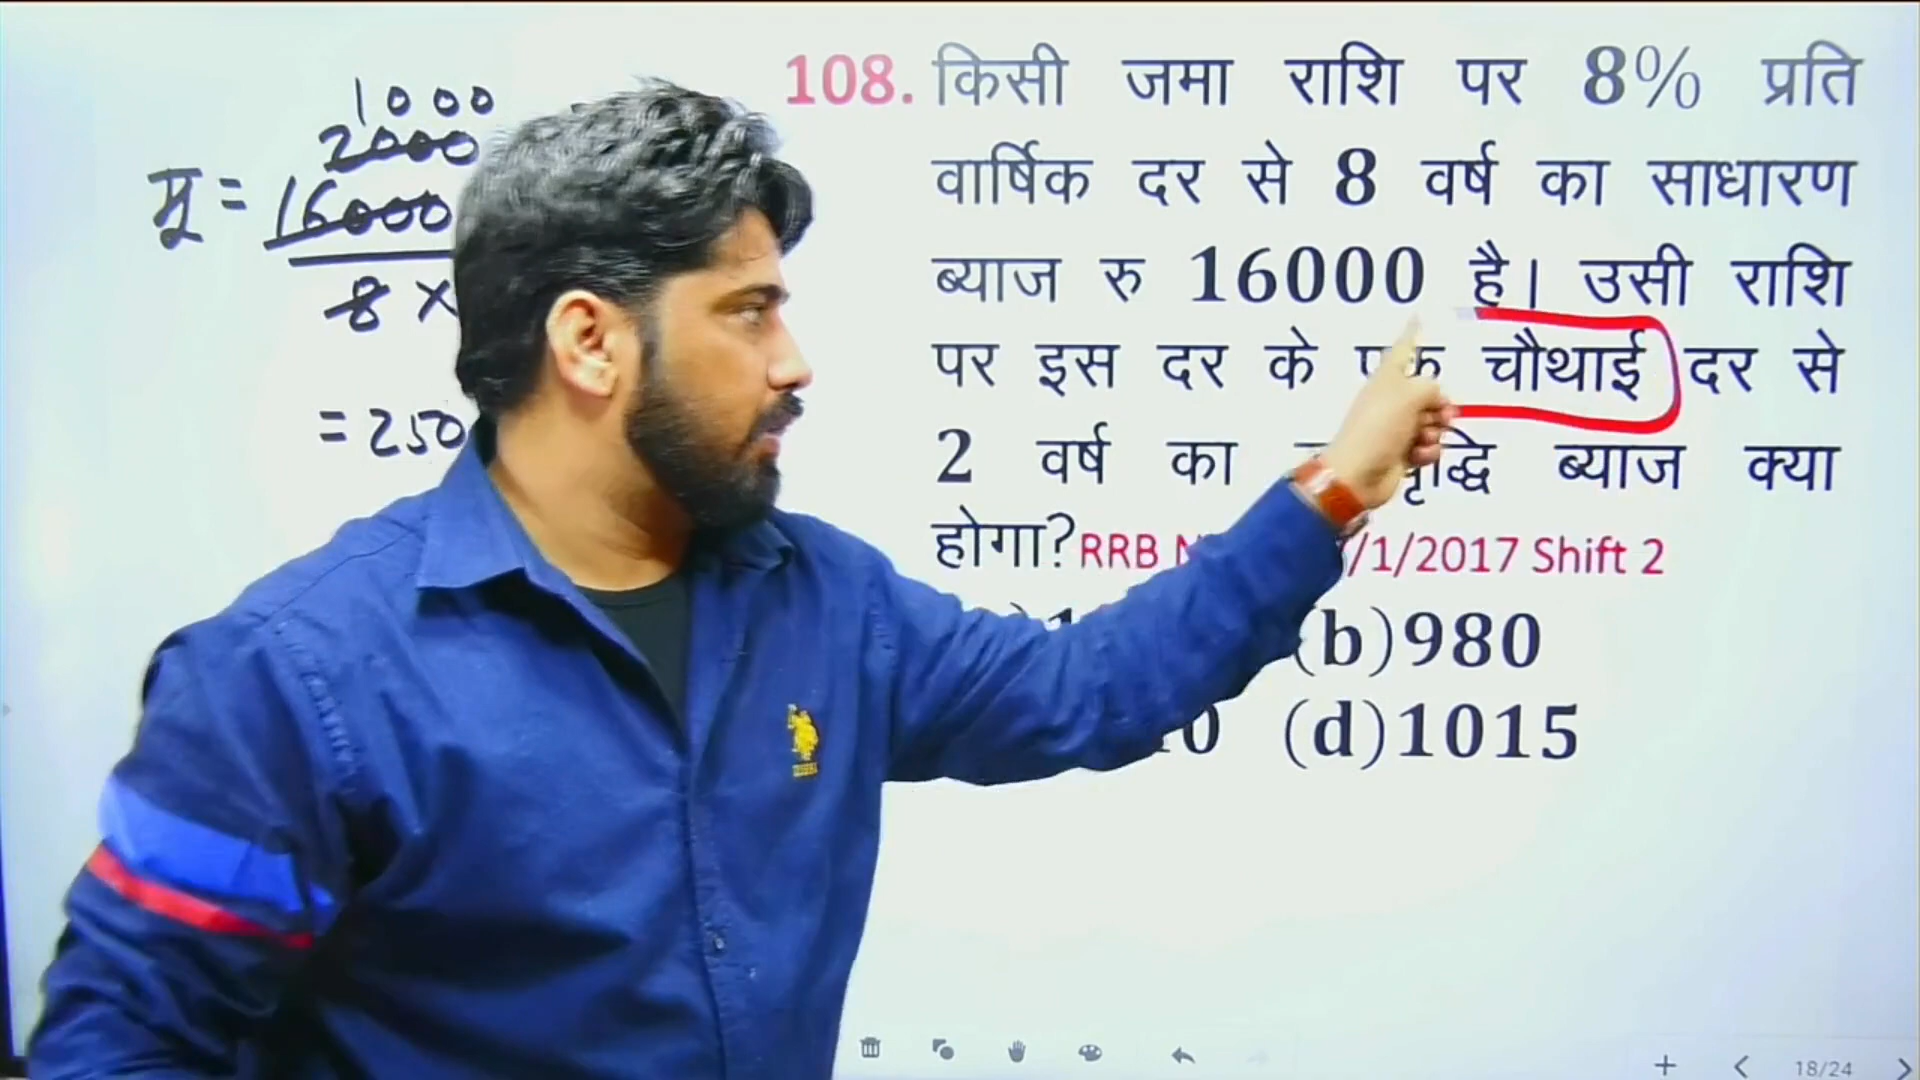 108. किसी जमा राशि पर 8% प्रति
वार्षिक दर से 8 वर्ष का साधारण
ब्याज रु 16000 है। उसी राशि
पर इस दर के एक चौथाई दर से
2 वर्ष का ब्याज क्या
होगा? RRB /1/2017 Shift 2
(b) 980
(d) 1015
1000
2000
मू = 16000
8 ×
= 250
18/24